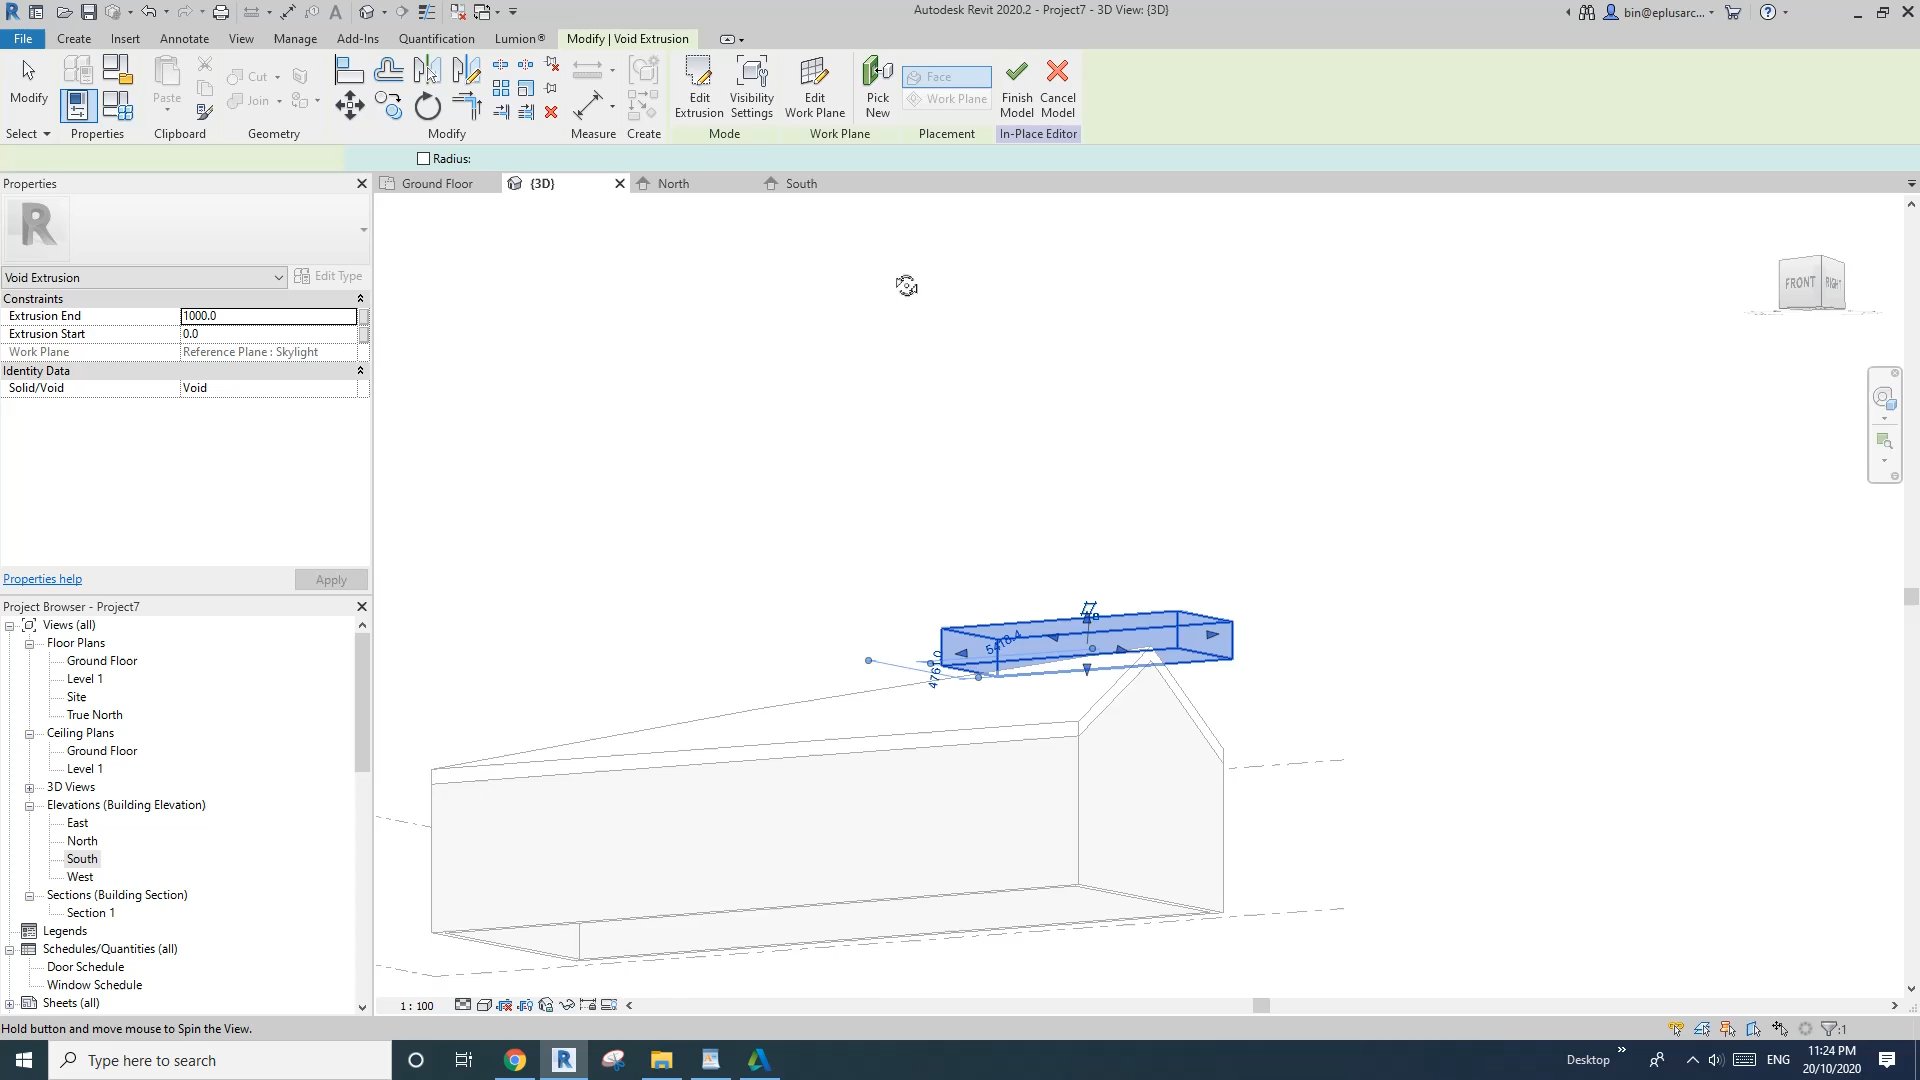 Autodesk Revit 2020.2 - Project7 - 3D View: {3D}
bin@eplusarc...
File Create Insert Annotate View Manage Add-Ins Quantification Lumion® Modify | Void Extrusion
Modify
Paste
Cut
Join
Edit Extrusion
Visibility Settings
Edit Work Plane
Pick New
Face
Work Plane
Finish Model
Cancel Model
Select Properties Clipboard Geometry Modify Measure Create Mode Work Plane Placement In-Place Editor
Radius:
Properties
Ground Floor {3D} North South
R
Void Extrusion Edit Type
Constraints
Extrusion End 1000.0
Extrusion Start 0.0
Work Plane Reference Plane : Skylight
Identity Data
Solid/Void Void
FRONT RIGHT
Properties help Apply
Project Browser - Project7
Views (all)
Floor Plans
Ground Floor
Level 1
Site
True North
Ceiling Plans
Ground Floor
Level 1
3D Views
Elevations (Building Elevation)
East
North
South
West
Sections (Building Section)
Section 1
Legends
Schedules/Quantities (all)
Door Schedule
Window Schedule
Sheets (all)
5418.4
1 : 100
Hold button and move mouse to Spin the View.
:1
Type here to search
Desktop
ENG
11:24 PM
20/10/2020